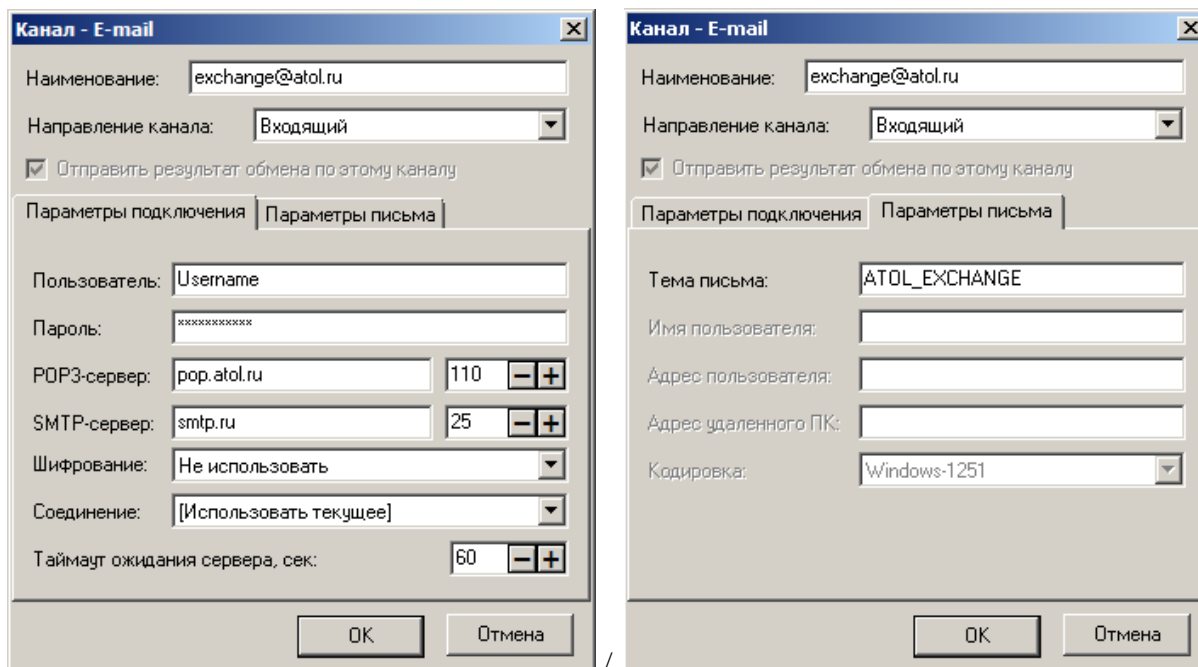 Канал - E-mail
Наименование: exchange@atol.ru
Направление канала: Входящий
Отправить результат обмена по этому каналу
Параметры подключения Параметры письма
Пользователь: Username
Пароль: ***********
POP3-сервер: pop.atol.ru 110
SMTP-сервер: smtp.ru 25
Шифрование: Не использовать
Соединение: [Использовать текущее]
Таймаут ожидания сервера, сек: 60
OK Отмена
/
Канал - E-mail
Наименование: exchange@atol.ru
Направление канала: Входящий
Отправить результат обмена по этому каналу
Параметры подключения Параметры письма
Тема письма: ATOL_EXCHANGE
Имя пользователя:
Адрес пользователя:
Адрес удаленного ПК:
Кодировка: Windows-1251
OK Отмена